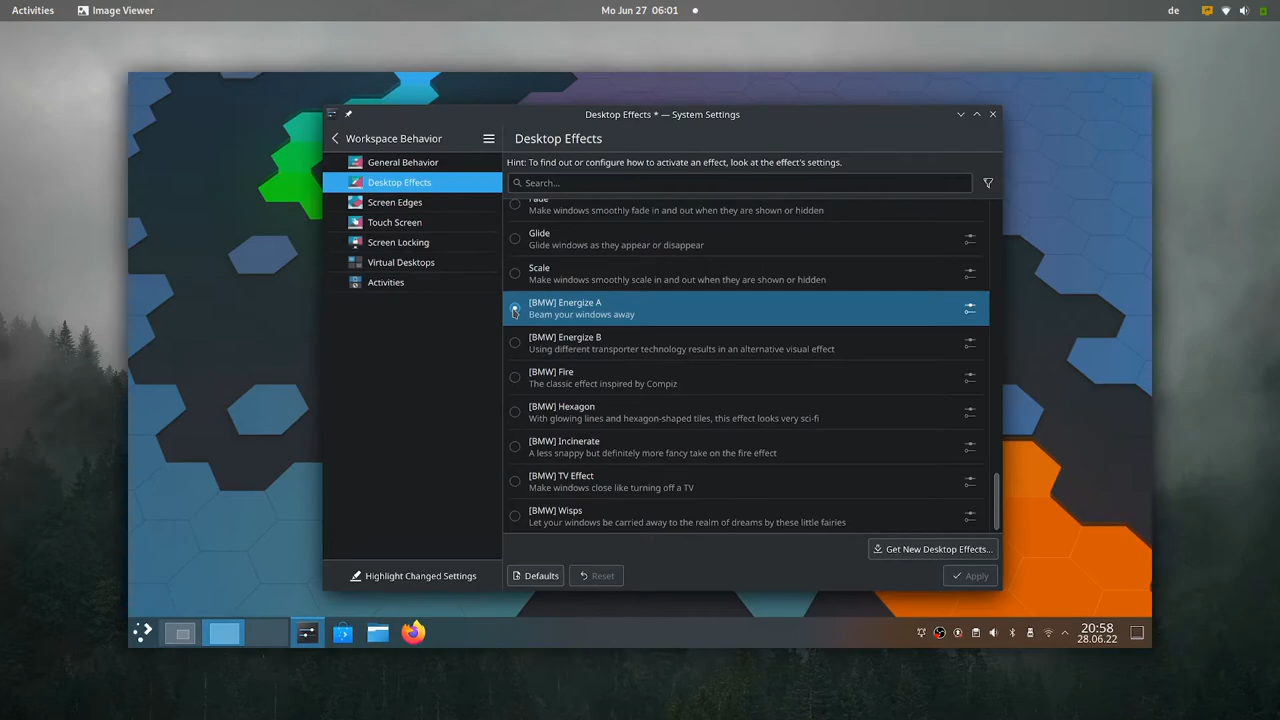 Activities
Image Viewer
Mo Jun 27 06:01
de
Desktop Effects * — System Settings
Workspace Behavior
Desktop Effects
General Behavior
Desktop Effects
Screen Edges
Touch Screen
Screen Locking
Virtual Desktops
Activities
Highlight Changed Settings
Hint: To find out or configure how to activate an effect, look at the effect's settings.
Search...
Fade
Make windows smoothly fade in and out when they are shown or hidden
Glide
Glide windows as they appear or disappear
Scale
Make windows smoothly scale in and out when they are shown or hidden
[BMW] Energize A
Beam your windows away
[BMW] Energize B
Using different transporter technology results in an alternative visual effect
[BMW] Fire
The classic effect inspired by Compiz
[BMW] Hexagon
With glowing lines and hexagon-shaped tiles, this effect looks very sci-fi
[BMW] Incinerate
A less snappy but definitely more fancy take on the fire effect
[BMW] TV Effect
Make windows close like turning off a TV
[BMW] Wisps
Let your windows be carried away to the realm of dreams by these little fairies
Get New Desktop Effects...
Defaults
Reset
Apply
20:58
28.06.22